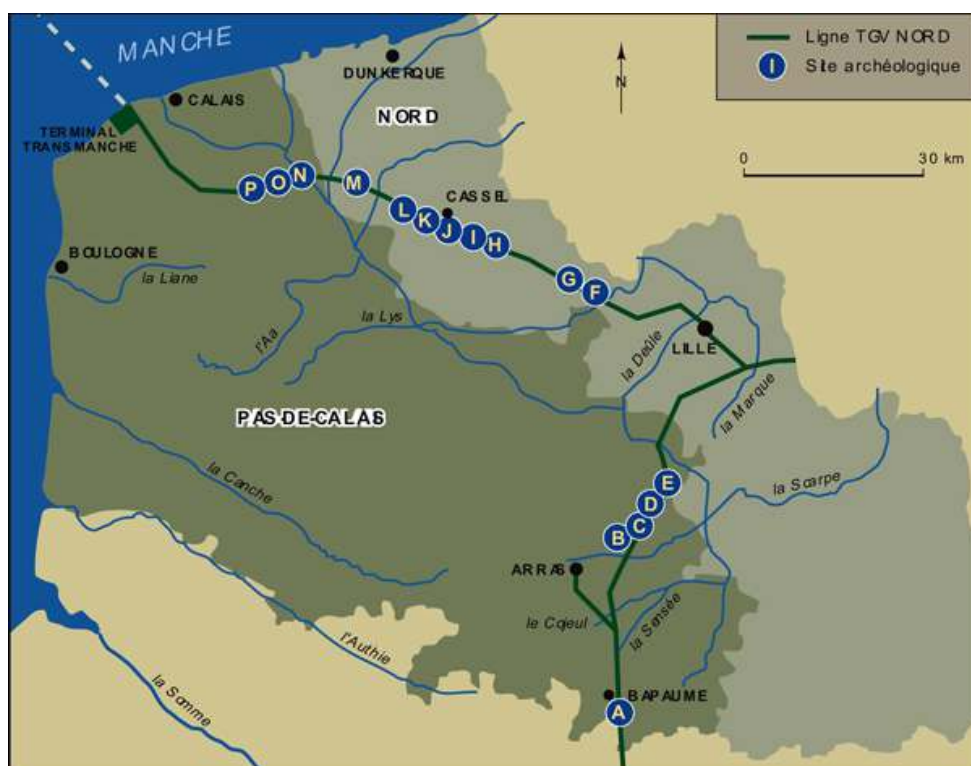 MANCHE
DUNKERQUE
CALAIS
NORD
TERMINAL
TRANSMANCHE
N
Ligne TGV NORD
I Site archéologique
0 30 km
P O N M
L K J I H
CASSEL
G F
BOULOGNE
la Liane
l'Aa
la Lys
la Deûle
LILLE
la Marque
PAS-DE-CALAIS
la Canche
la Scarpe
E
D
C
B
ARRAS
le Cojeul
la Sensée
l'Authie
la Somme
BAPAUME
A